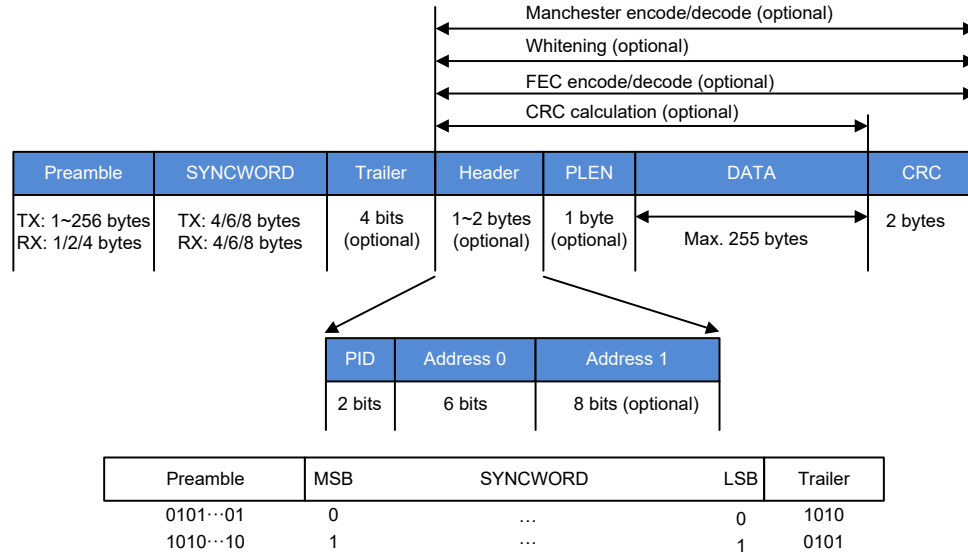 Manchester encode/decode (optional)
Whitening (optional)
FEC encode/decode (optional)
CRC calculation (optional)
Preamble SYNCWORD Trailer Header PLEN DATA CRC
TX: 1~256 bytes TX: 4/6/8 bytes 4 bits 1~2 bytes 1 byte 2 bytes
RX: 1/2/4 bytes RX: 4/6/8 bytes (optional) (optional) (optional) Max. 255 bytes
PID Address 0 Address 1
2 bits 6 bits 8 bits (optional)
Preamble MSB SYNCWORD LSB Trailer
0101···01 0 ... 0 1010
1010···10 1 ... 1 0101